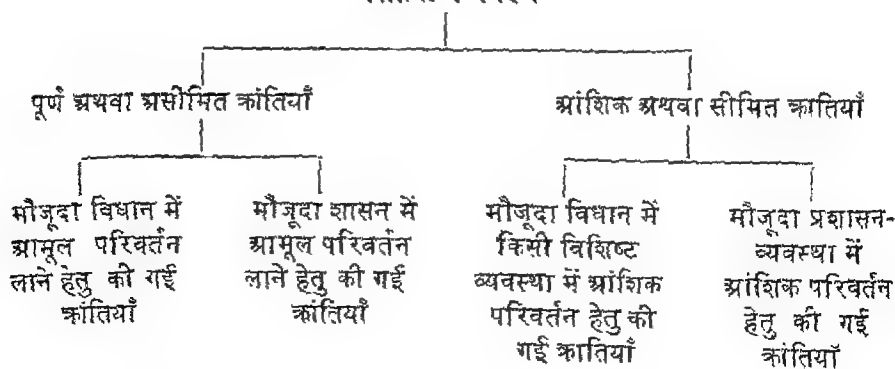 पूर्ण अथवा असीमित क्रांतियाँ
आंशिक अथवा सीमित क्रातियाँ
मौजूदा विधान में
आमूल परिवर्तन
लाने हेतु की गई
क्रांतियाँ
मौजूदा शासन में
आमूल परिवर्तन
लाने हेतु की गई
क्रांतियाँ
मौजूदा विधान में
किसी विशिष्ट
व्यवस्था में आंशिक
परिवर्तन हेतु की
गई क्रातियाँ
मौजूदा प्रशासन-
व्यवस्था में
आंशिक परिवर्तन
हेतु की गई
क्रांतियाँ